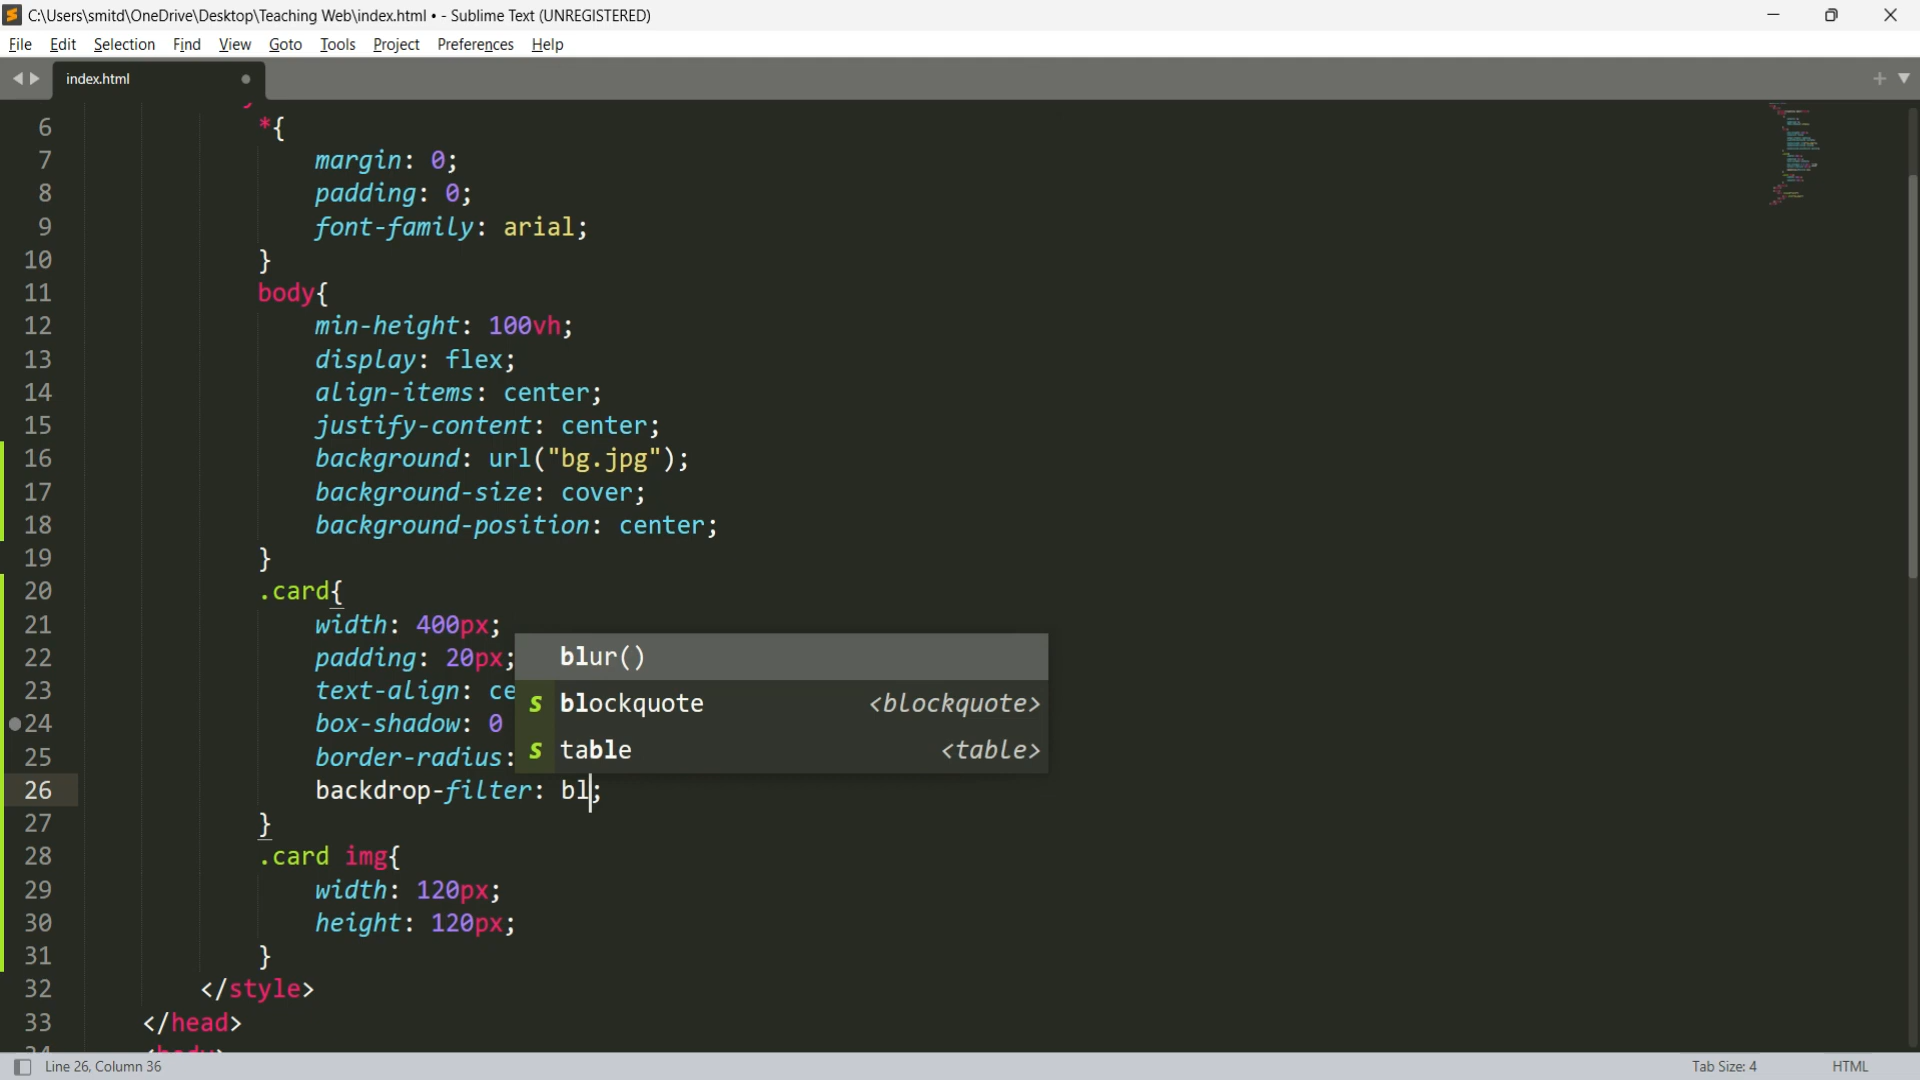 C:\Users\smitd\OneDrive\Desktop\Teaching Web\index.html • - Sublime Text (UNREGISTERED)
File Edit Selection Find View Goto Tools Project Preferences Help
index.html
6 *{
7 margin: 0;
8 padding: 0;
9 font-family: arial;
10 }
11 body{
12 min-height: 100vh;
13 display: flex;
14 align-items: center;
15 justify-content: center;
16 background: url("bg.jpg");
17 background-size: cover;
18 background-position: center;
19 }
20 .card{
21 width: 400px;
22 padding: 20px;
blur()
23 text-align: ce
blockquote <blockquote>
24 box-shadow: 0
25 border-radius:
table <table>
26 backdrop-filter: bl;
27 }
28 .card img{
29 width: 120px;
30 height: 120px;
31 }
32 </style>
33 </head>
Line 26, Column 36 Tab Size: 4 HTML